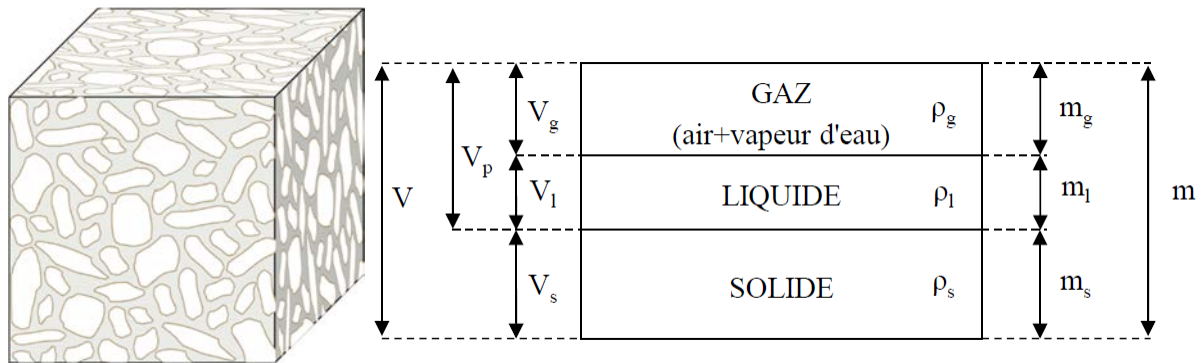 GAZ
(air+vapeur d'eau)
ρg
Vg
mg
Vp
V
Vl
LIQUIDE
ρl
ml
m
Vs
SOLIDE
ρs
ms